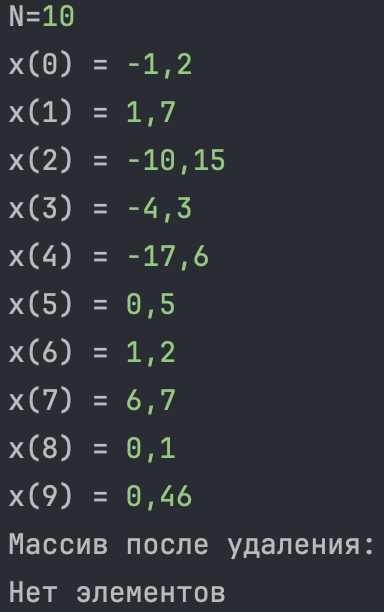 N=10
x(0) = -1,2
x(1) = 1,7
x(2) = -10,15
x(3) = -4,3
x(4) = -17,6
x(5) = 0,5
x(6) = 1,2
x(7) = 6,7
x(8) = 0,1
x(9) = 0,46
Массив после удаления:
Нет элементов